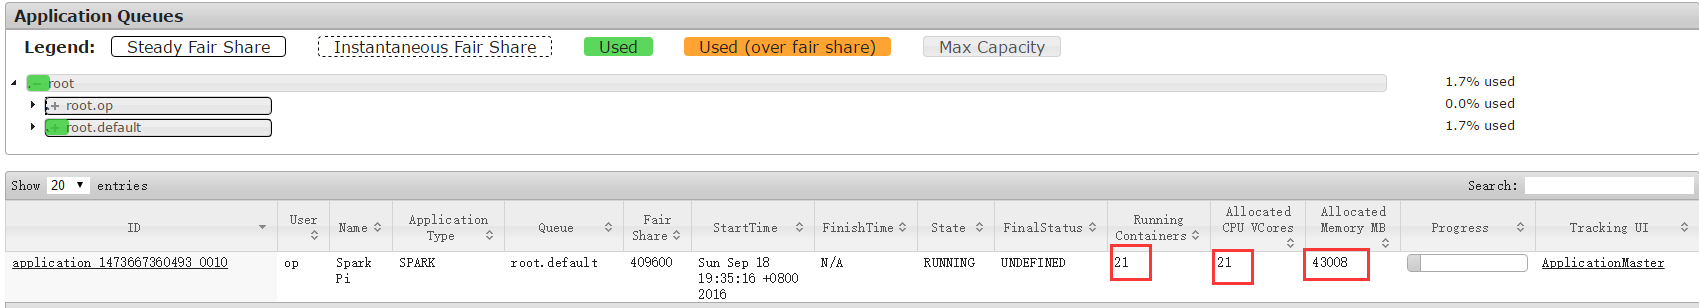 Application Queues
Legend: Steady Fair Share Instantaneous Fair Share Used Used (over fair share) Max Capacity
root 1.7% used
+ root.op 0.0% used
+ root.default 1.7% used
Show 20 entries Search:
ID User Name Application Type Queue Fair Share StartTime FinishTime State FinalStatus Running Containers Allocated CPU VCores Allocated Memory MB Progress Tracking UI
application_1473667360493_0010 op Spark Pi SPARK root.default 409600 Sun Sep 18 19:35:16 +0800 2016 N/A RUNNING UNDEFINED 21 21 43008 ApplicationMaster